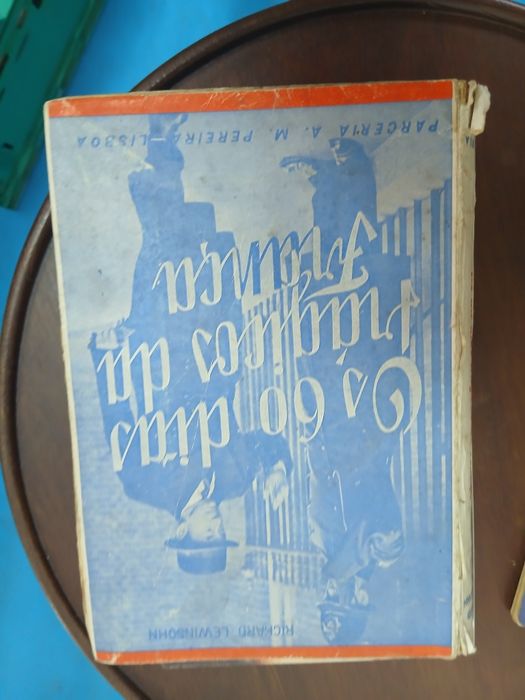 RICHARD LEWINSOHN
Os 60 dias
trágicos da
França
PARCERIA A. M. PEREIRA-LISBOA